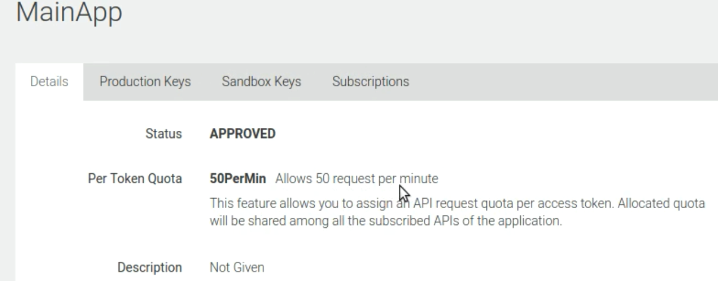 MainApp
Details Production Keys Sandbox Keys Subscriptions
Status APPROVED
Per Token Quota 50PerMin Allows 50 request per minute
This feature allows you to assign an API request quota per access token. Allocated quota
will be shared among all the subscribed APIs of the application.
Description Not Given